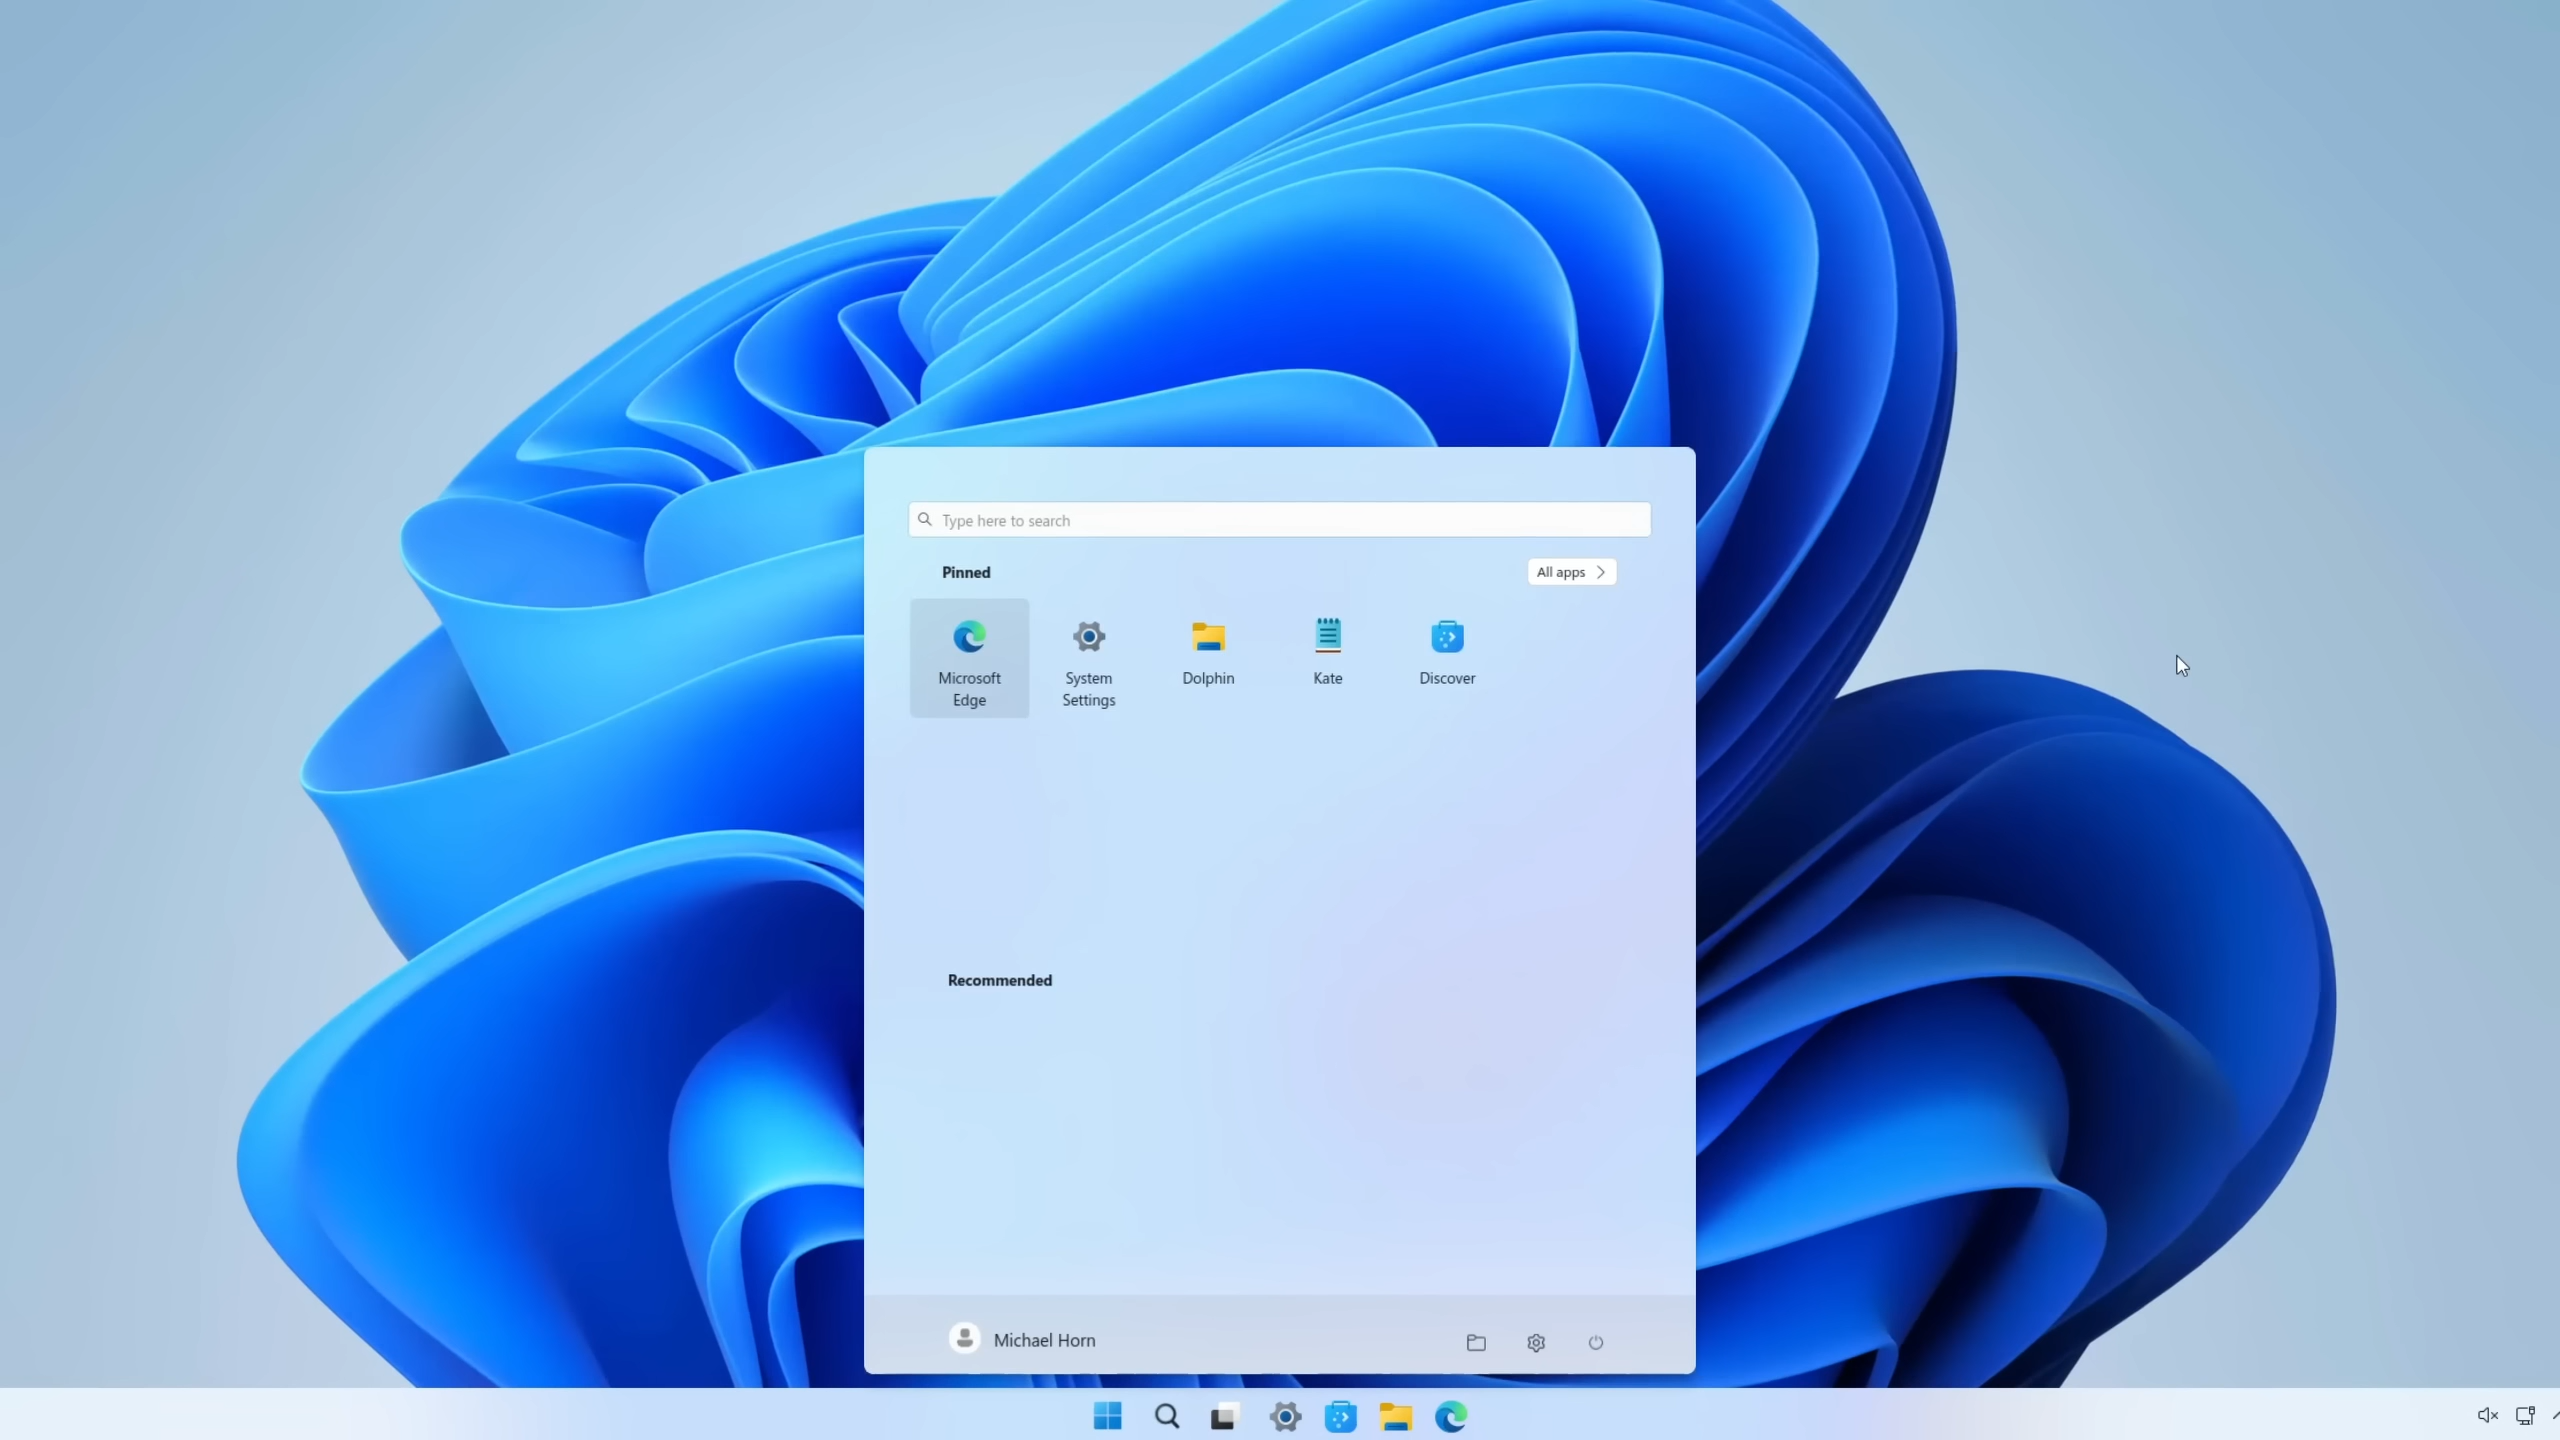 Type here to search
Pinned
All apps
Microsoft
Edge
System
Settings
Dolphin
Kate
Discover
Recommended
Michael Horn